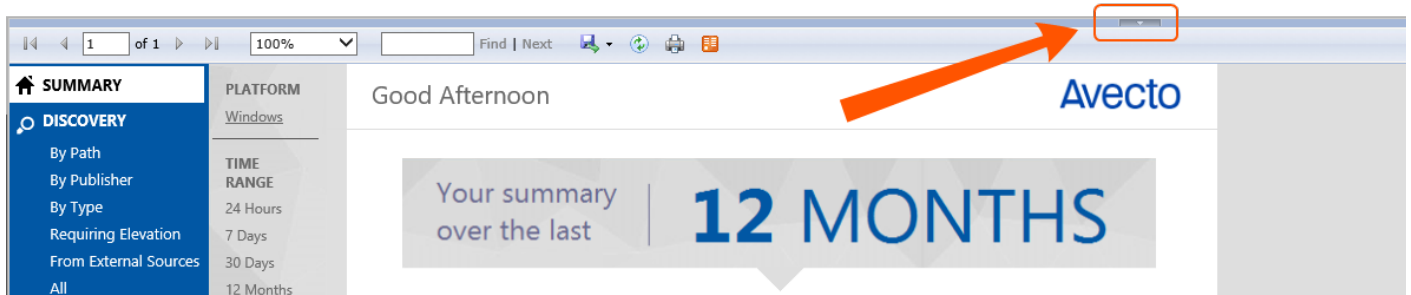 1 of 1 100% Find | Next
SUMMARY
DISCOVERY
By Path
By Publisher
By Type
Requiring Elevation
From External Sources
All
PLATFORM
Windows
TIME
RANGE
24 Hours
7 Days
30 Days
12 Months
Good Afternoon
Avecto
Your summary
over the last
12 MONTHS